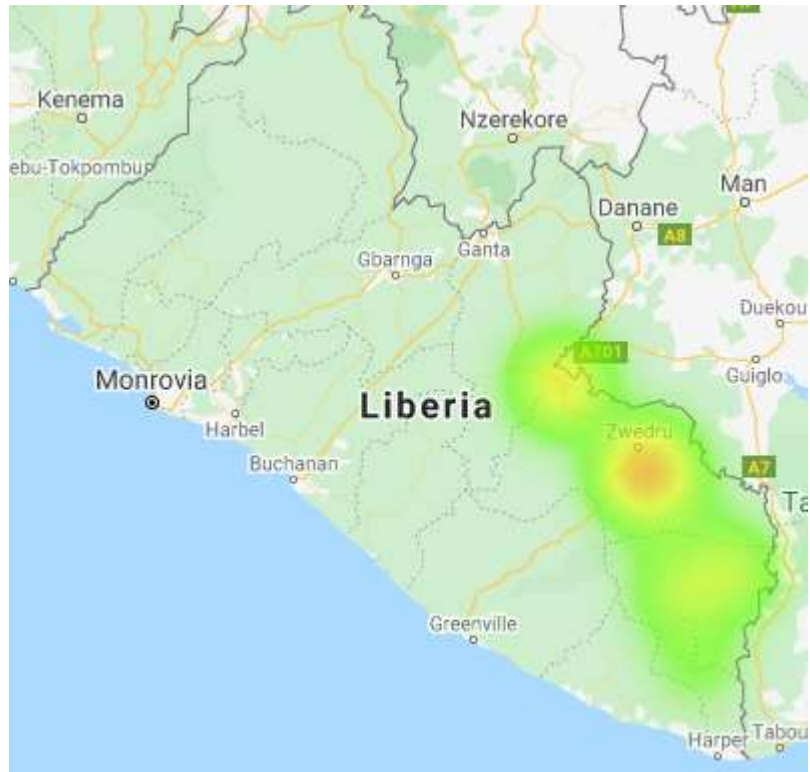 Kenema
Nzerekore
ebu-Tokpombu
Man
Danane
A8
Ganta
Gbarnga
Duekou
A701
Guiglo
Monrovia
Liberia
Harbel
Zwedru
Buchanan
A7
Ta
Greenville
Harper
Tabou